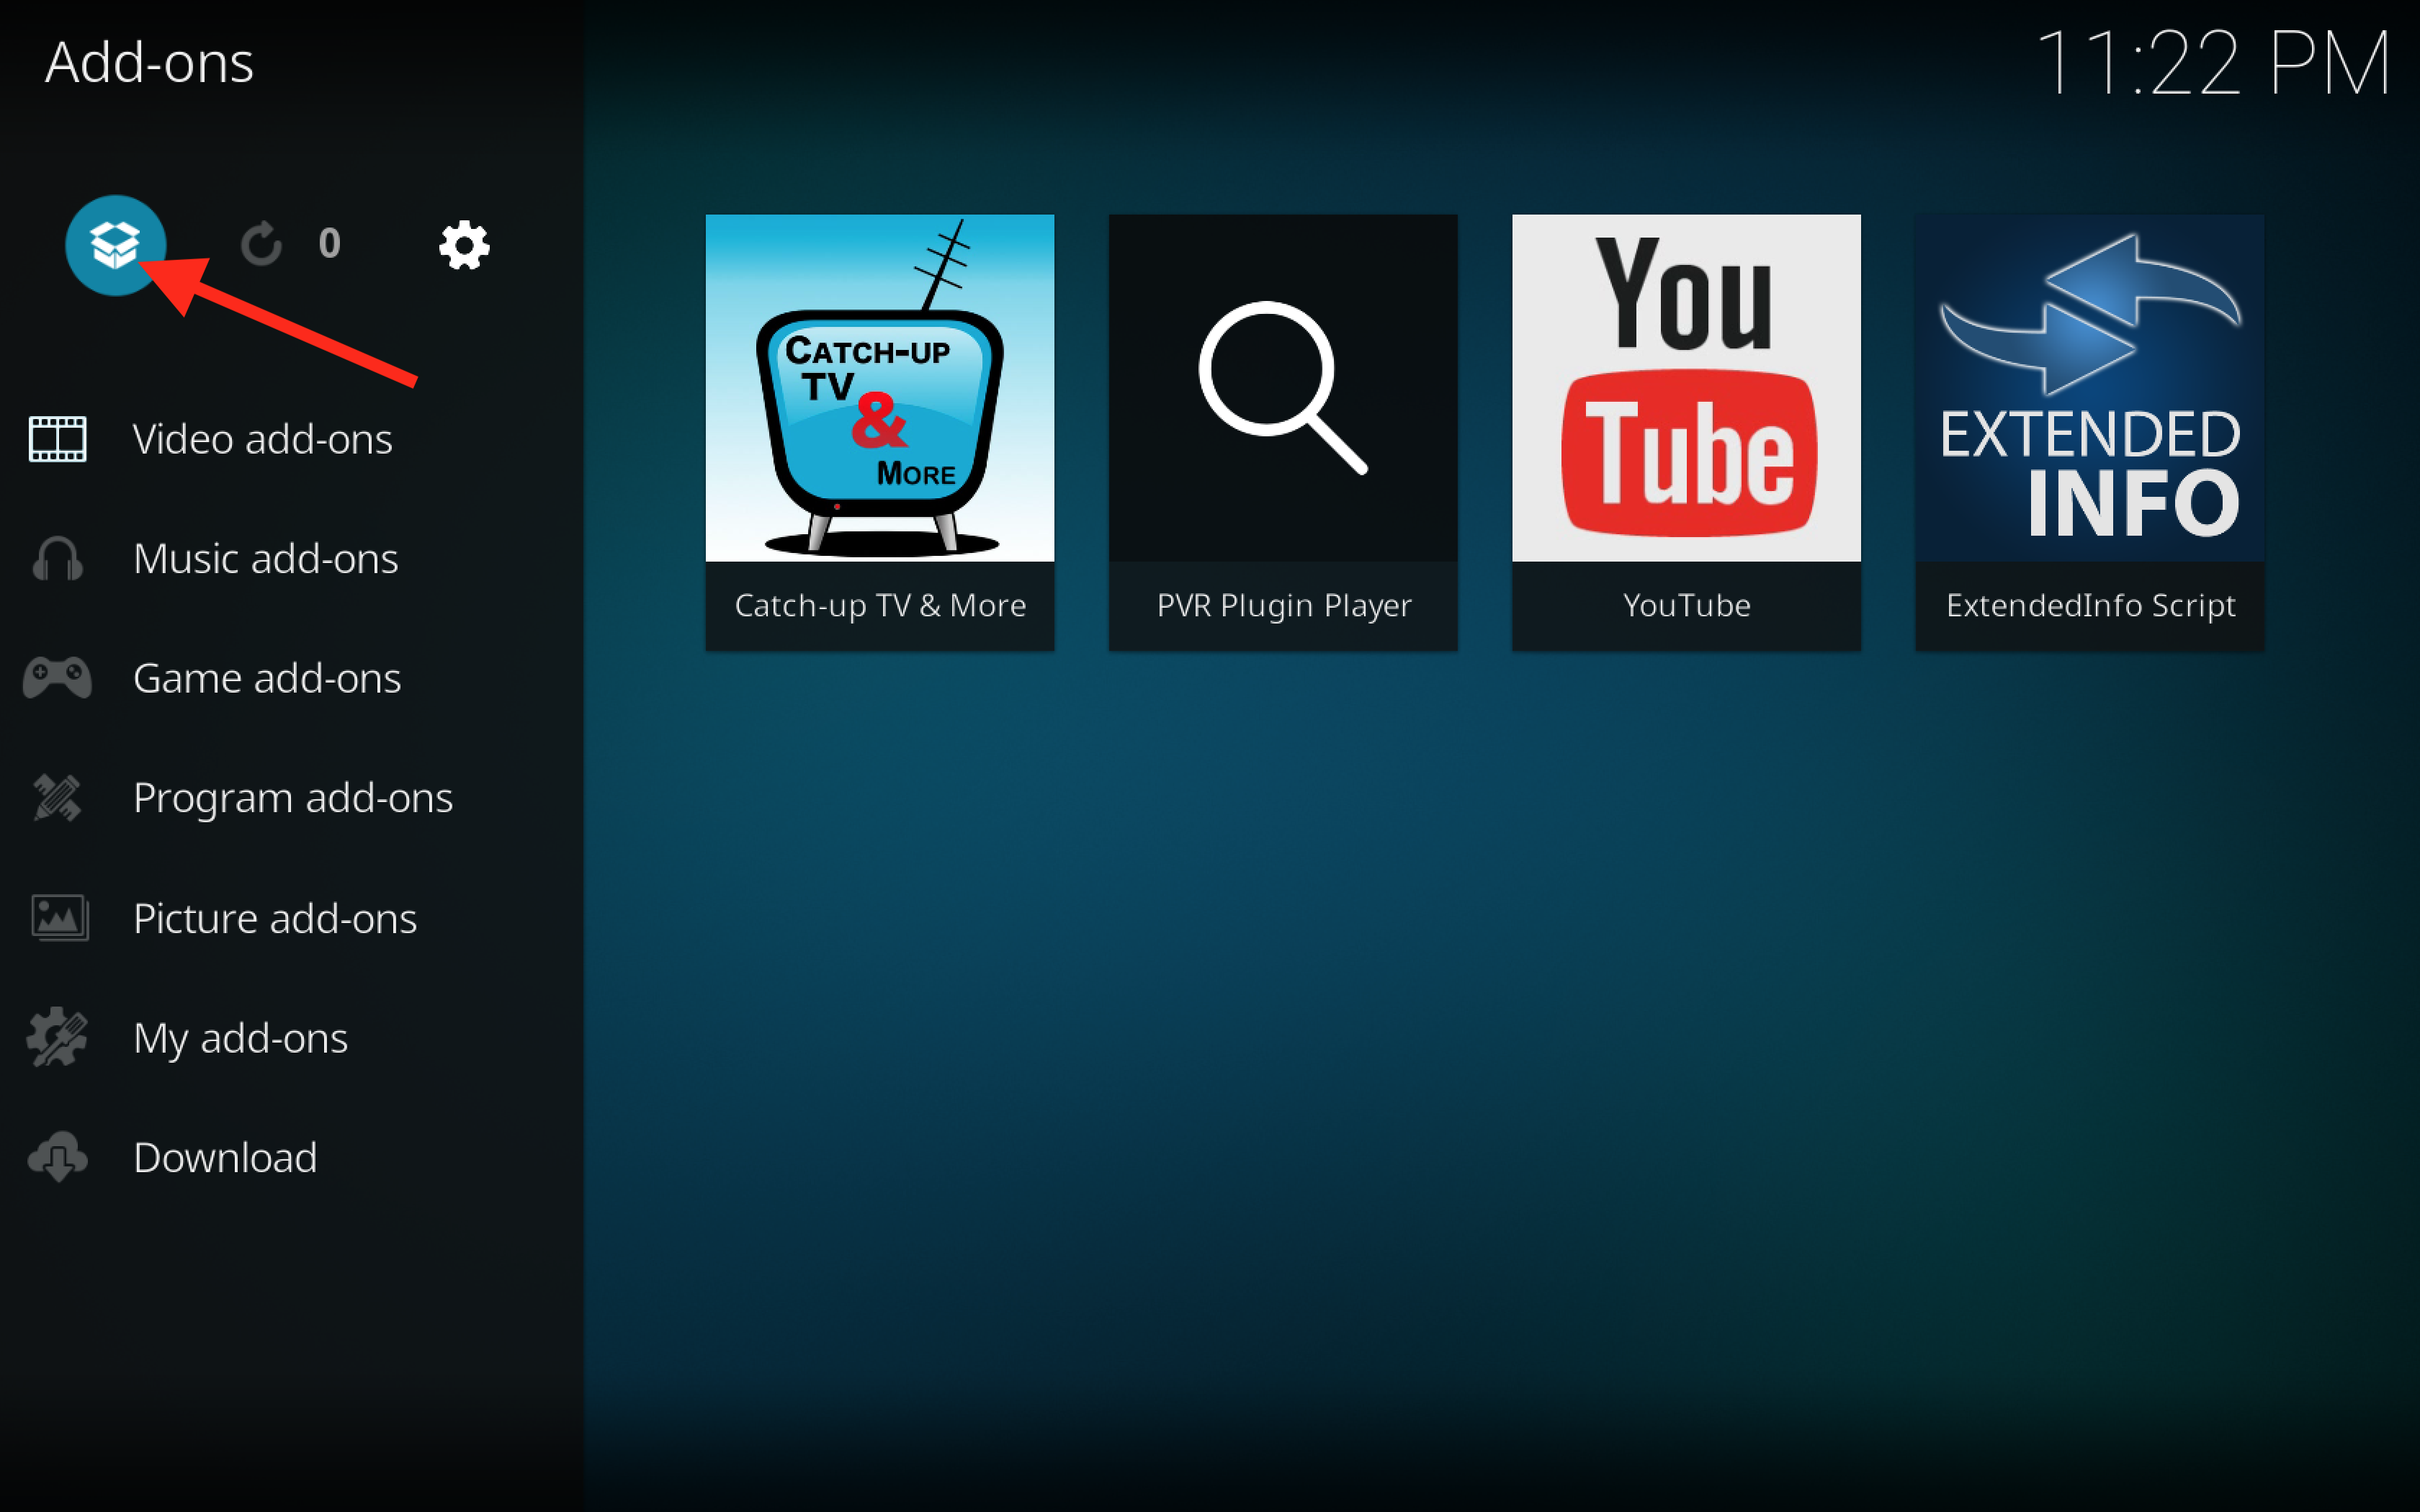 Add-ons
11:22 PM
0
Video add-ons
Music add-ons
Game add-ons
Program add-ons
Picture add-ons
My add-ons
Download
CATCH-UP
TV
&
MORE
Catch-up TV & More
PVR Plugin Player
You
Tube
YouTube
EXTENDED
INFO
ExtendedInfo Script